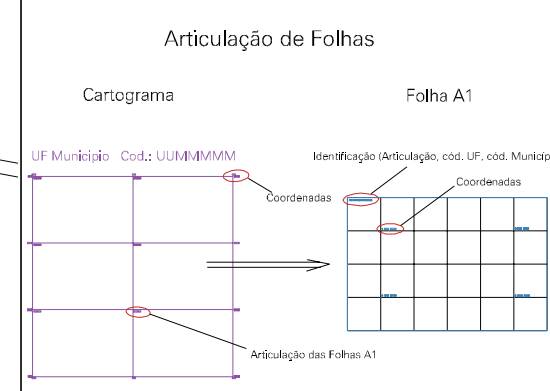 Articulação de Folhas
Cartograma
Folha A1
UF Municipio Cod.: UUMMMMM
Identificação (Articulação, cód. UF, cód. Municíp
Coordenadas
Coordenadas
Articulação das Folhas A1